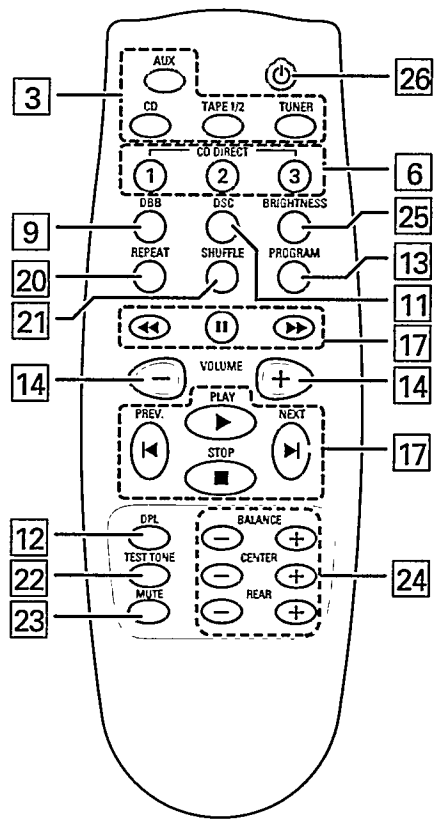 AUX
3
26
CD TAPE 1/2 TUNER
CD DIRECT
1 2 3
6
DBB DSC BRIGHTNESS
9
25
REPEAT SHUFFLE PROGRAM
20
13
21
11
17
VOLUME
14
− +
14
PLAY
PREV. NEXT
STOP
17
DPL BALANCE
12
− +
TEST TONE CENTER
22
− +
24
MUTE REAR
23
− +